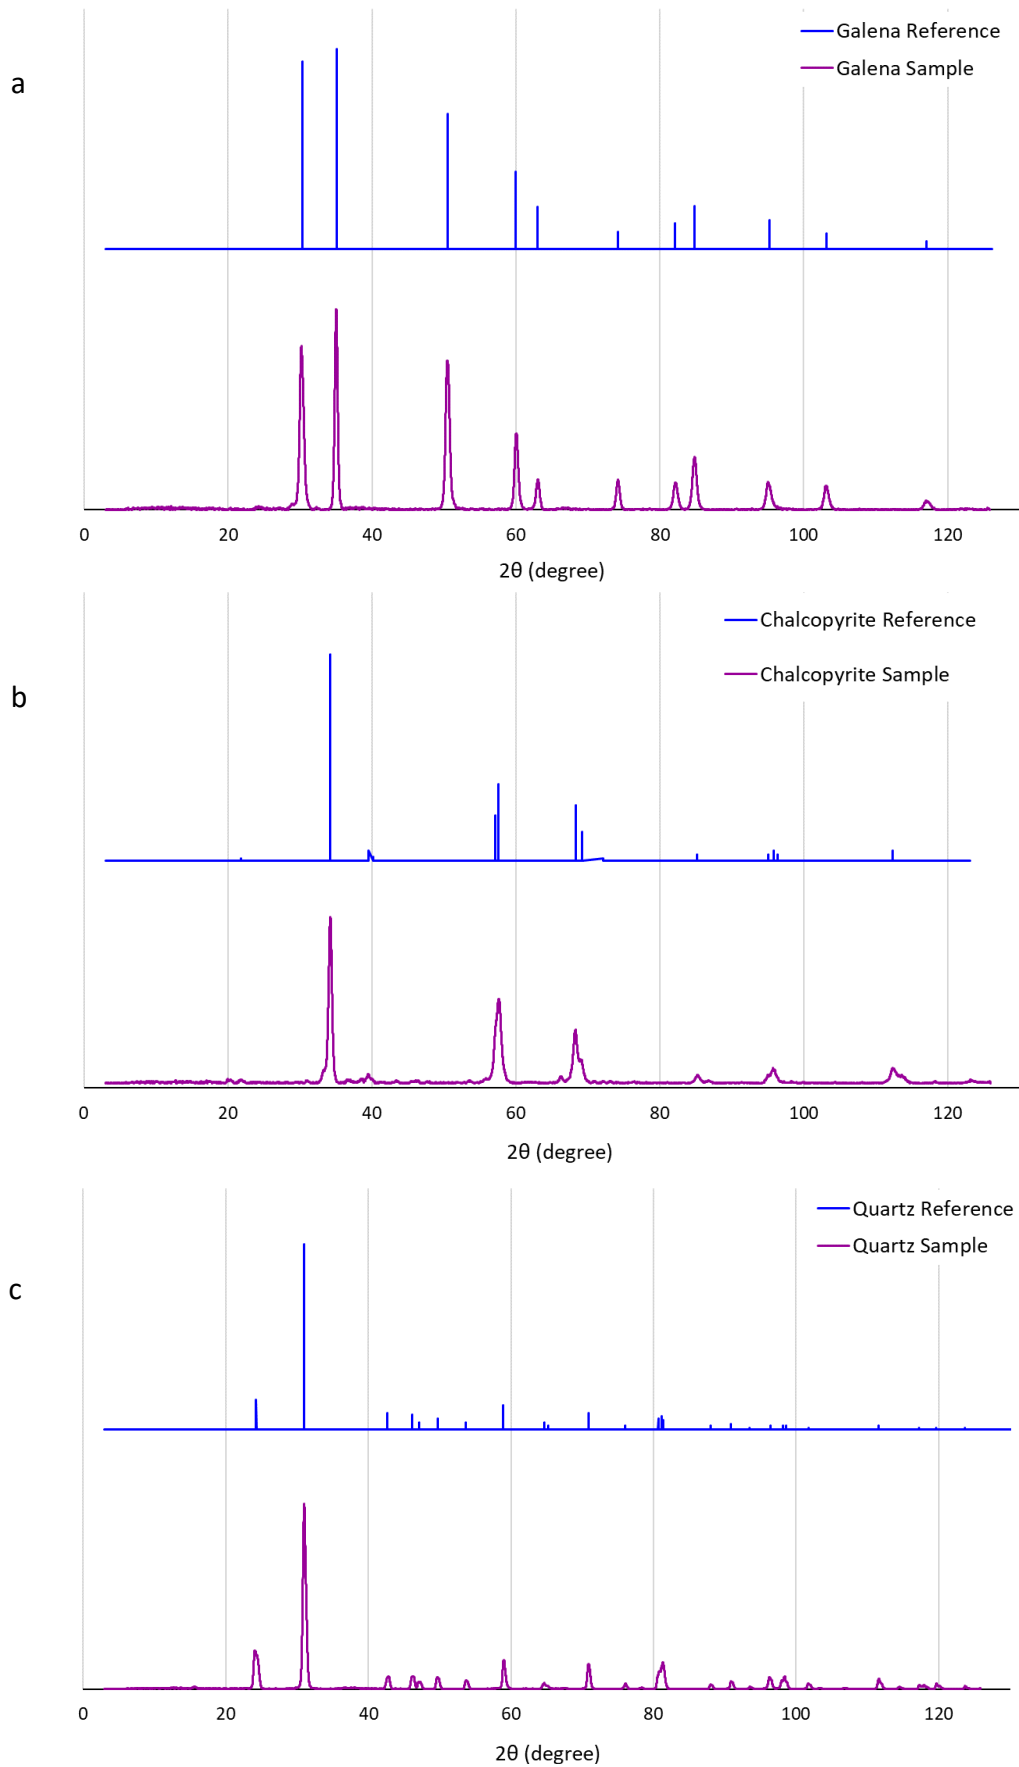 a
Galena Reference
Galena Sample
0 20 40 60 80 100 120
2θ (degree)
b
Chalcopyrite Reference
Chalcopyrite Sample
0 20 40 60 80 100 120
2θ (degree)
c
Quartz Reference
Quartz Sample
0 20 40 60 80 100 120
2θ (degree)